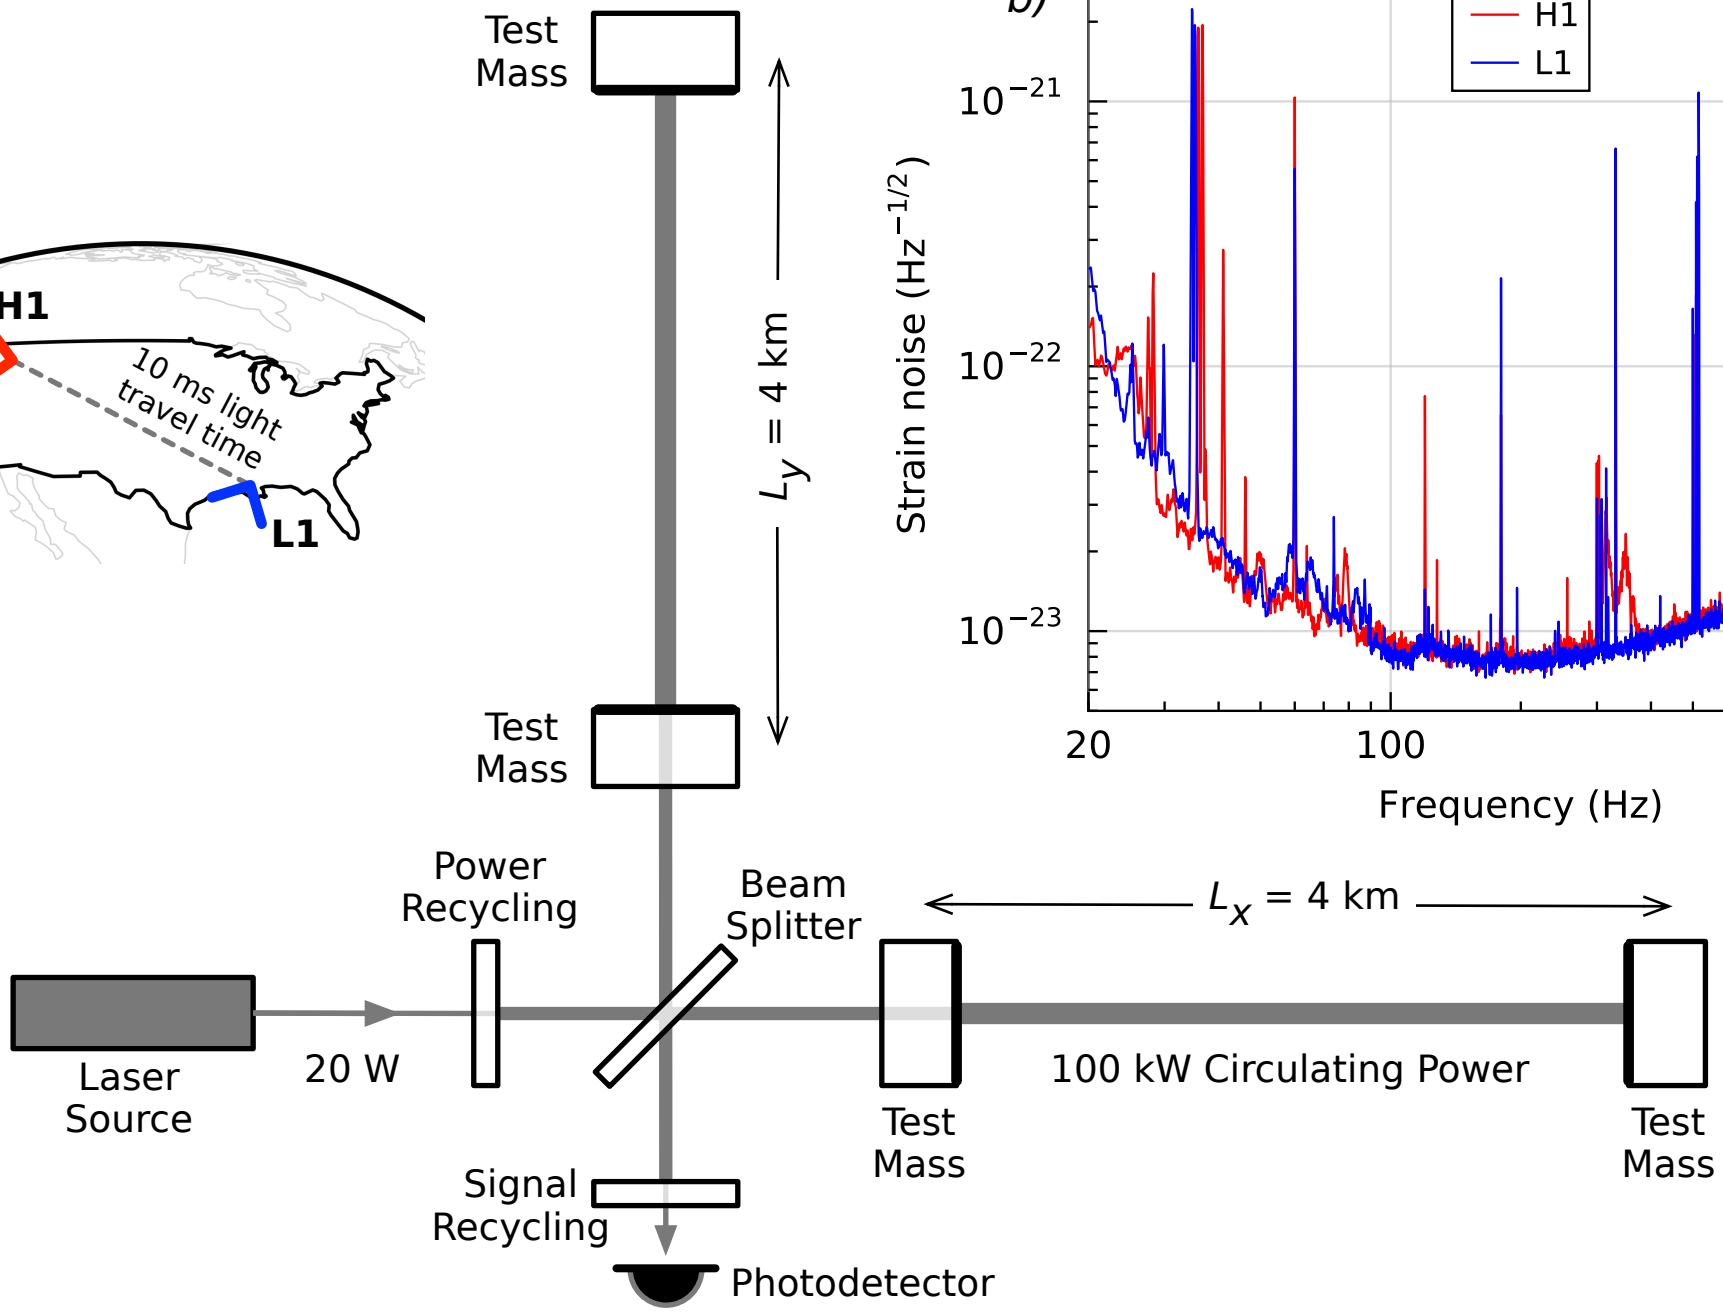 Test
Mass
b)
H1
L1
10⁻²¹
10⁻²²
10⁻²³
Strain noise (Hz⁻¹/²)
20
100
Frequency (Hz)
H1
10 ms light
travel time
L1
Ly = 4 km
Test
Mass
Power
Recycling
Beam
Splitter
Lx = 4 km
Laser
Source
20 W
100 kW Circulating Power
Test
Mass
Test
Mass
Signal
Recycling
Photodetector